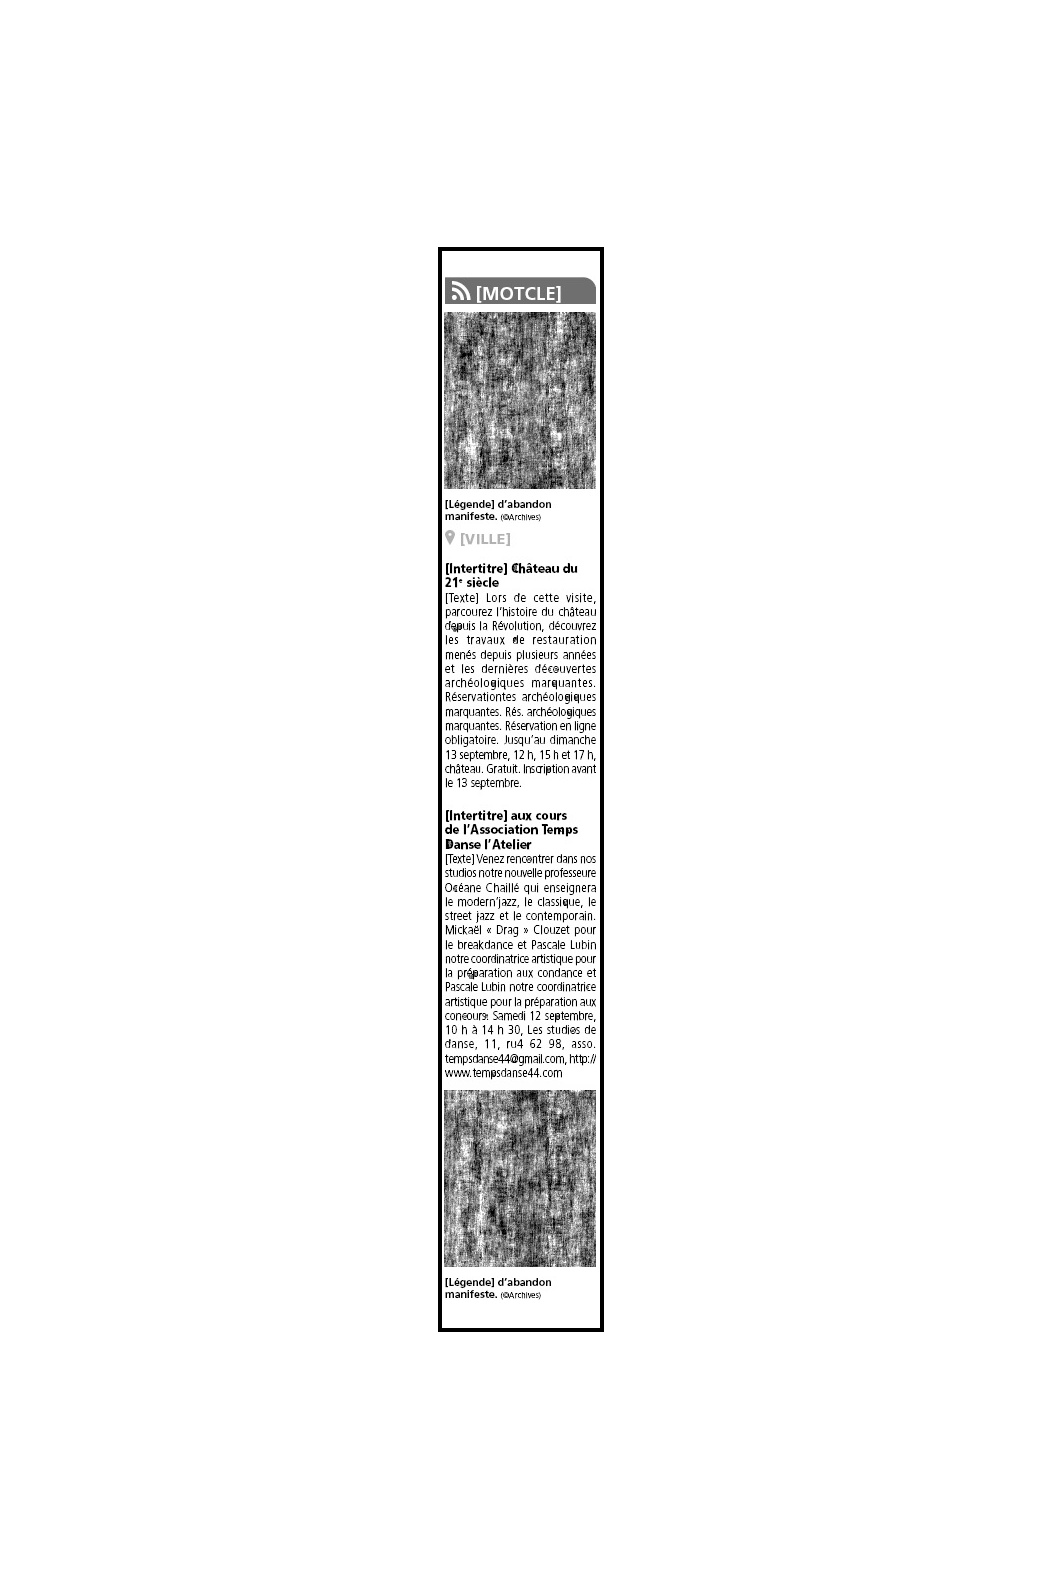 [MOTCLE]
[Légende] d'abandon
manifeste. (©Archives)
[VILLE]
[Intertitre] Château du
21e siècle
[Texte] Lors de cette visite,
parcourez l'histoire du château
depuis la Révolution, découvrez
les travaux de restauration
menés depuis plusieurs années
et les dernières découvertes
archéologiques marquantes.
Réservationtes archéologiques
marquantes. Rés. archéologiques
marquantes. Réservation en ligne
obligatoire. Jusqu'au dimanche
13 septembre, 12 h, 15 h et 17 h,
château. Gratuit. Inscription avant
le 13 septembre.
[Intertitre] aux cours
de l'Association Temps
Danse l'Atelier
[Texte] Venez rencontrer dans nos
studios notre nouvelle professeure
Océane Chaillé qui enseignera
le modern'jazz, le classique, le
street jazz et le contemporain.
Mickaël « Drag » Clouzet pour
le breakdance et Pascale Lubin
notre coordinatrice artistique pour
la préparation aux condance et
Pascale Lubin notre coordinatrice
artistique pour la préparation aux
concours! Samedi 12 septembre,
10 h à 14 h 30, Les studios de
danse, 11, ru4 62 98, asso.
tempsdanse44@gmail.com, http://
www.tempsdanse44.com
[Légende] d'abandon
manifeste. (©Archives)